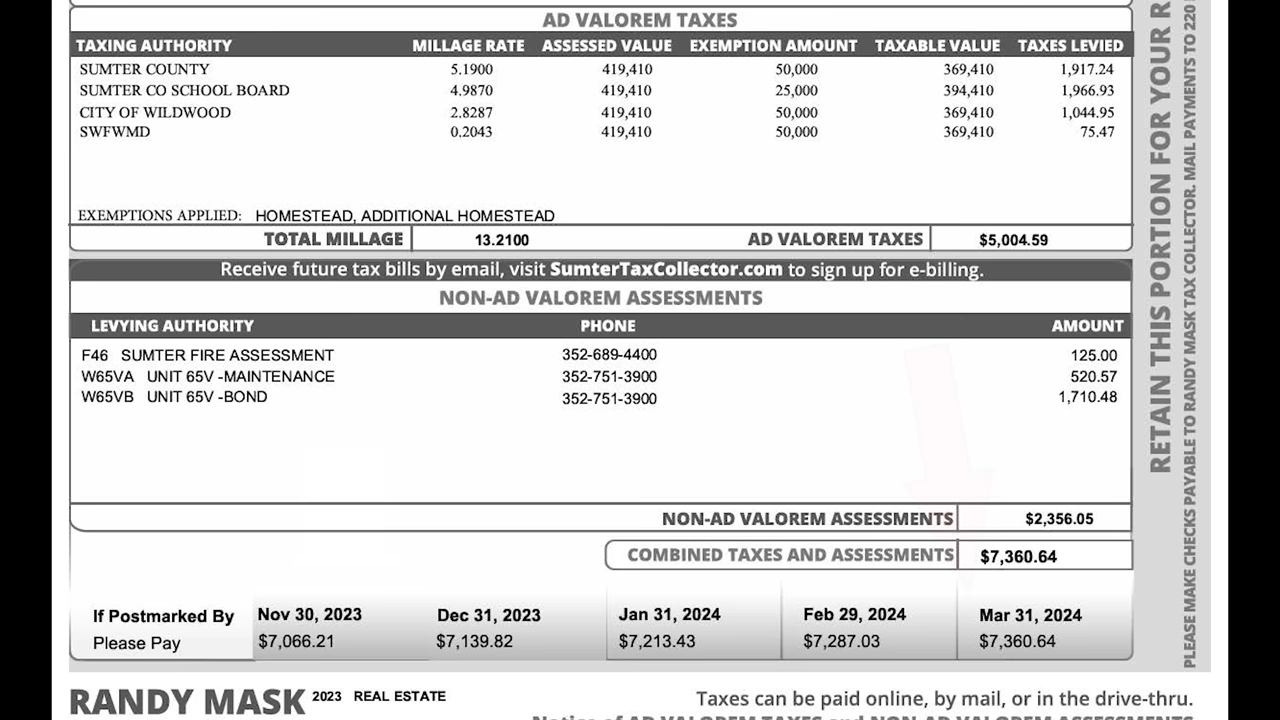 AD VALOREM TAXES
TAXING AUTHORITY MILLAGE RATE ASSESSED VALUE EXEMPTION AMOUNT TAXABLE VALUE TAXES LEVIED
SUMTER COUNTY 5.1900 419,410 50,000 369,410 1,917.24
SUMTER CO SCHOOL BOARD 4.9870 419,410 25,000 394,410 1,966.93
CITY OF WILDWOOD 2.8287 419,410 50,000 369,410 1,044.95
SWFWMD 0.2043 419,410 50,000 369,410 75.47
EXEMPTIONS APPLIED: HOMESTEAD, ADDITIONAL HOMESTEAD
TOTAL MILLAGE 13.2100 AD VALOREM TAXES $5,004.59
Receive future tax bills by email, visit SumterTaxCollector.com to sign up for e-billing.
NON-AD VALOREM ASSESSMENTS
LEVYING AUTHORITY PHONE AMOUNT
F46 SUMTER FIRE ASSESSMENT 352-689-4400 125.00
W65VA UNIT 65V -MAINTENANCE 352-751-3900 520.57
W65VB UNIT 65V -BOND 352-751-3900 1,710.48
NON-AD VALOREM ASSESSMENTS $2,356.05
COMBINED TAXES AND ASSESSMENTS $7,360.64
If Postmarked By Nov 30, 2023 Dec 31, 2023 Jan 31, 2024 Feb 29, 2024 Mar 31, 2024
Please Pay $7,066.21 $7,139.82 $7,213.43 $7,287.03 $7,360.64
RANDY MASK 2023 REAL ESTATE Taxes can be paid online, by mail, or in the drive-thru.
Notice of AD VALOREM TAXES and NON-AD VALOREM ASSESSMENTS
RETAIN THIS PORTION FOR YOUR R
PLEASE MAKE CHECKS PAYABLE TO RANDY MASK TAX COLLECTOR. MAIL PAYMENTS TO 220